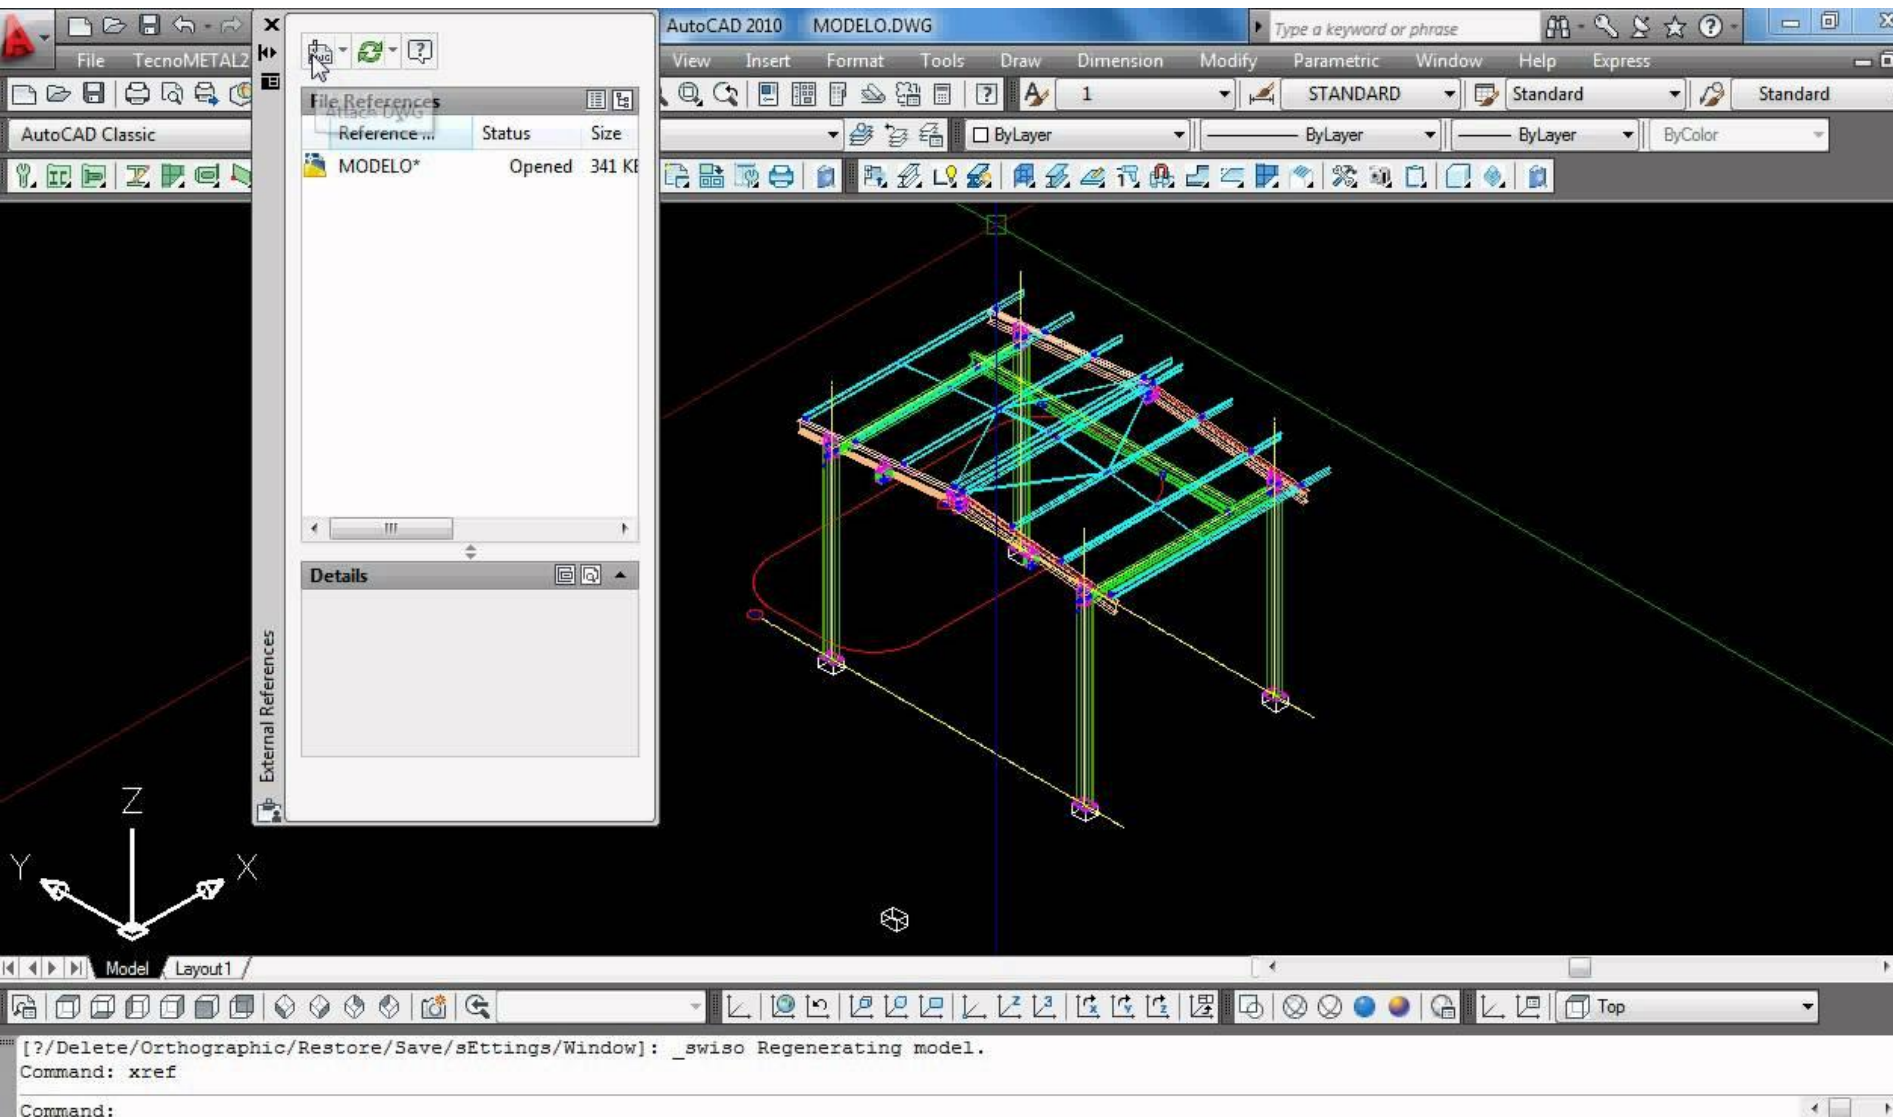 AutoCAD 2010 MODELO.DWG
Type a keyword or phrase
File TecnoMETAL2 View Insert Format Tools Draw Dimension Modify Parametric Window Help Express
1 STANDARD Standard Standard
AutoCAD Classic ByLayer ByLayer ByLayer ByColor
File References
Attach DWG
Reference ... Status Size
MODELO* Opened 341 KB
Details
External References
Z
Y X
Model Layout1
Top
[?/Delete/Orthographic/Restore/Save/sEttings/Window]: _swiso Regenerating model.
Command: xref
Command: